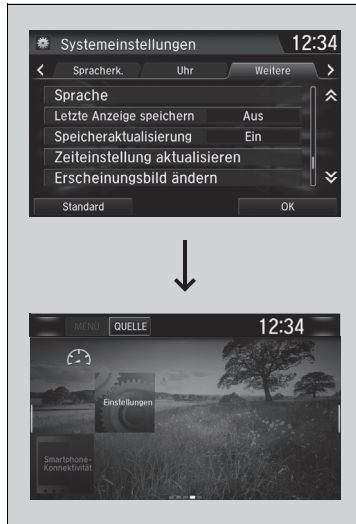 Systemeinstellungen 12:34
Spracherk. Uhr Weitere
Sprache
Letzte Anzeige speichern Aus
Speicheraktualisierung Ein
Zeiteinstellung aktualisieren
Erscheinungsbild ändern
Standard OK
MENÜ QUELLE 12:34
Einstellungen
Smartphone-
Konnektivität